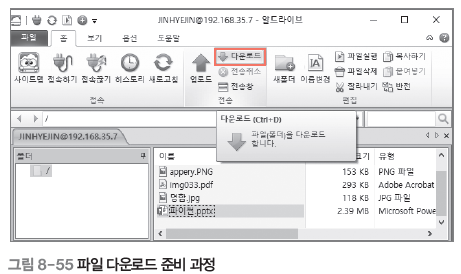 JINHYEJIN@192.168.35.7 - 알드라이브
파일 홈 보기 옵션 도움말
사이트맵 접속하기 접속끊기 히스토리 새로고침
접속
업로드 다운로드
전송취소
전송창
전송
새폴더 이름변경
파일실행 복사하기
파일삭제 붙여넣기
잘라내기 반전
편집
/
다운로드 (Ctrl+D)
파일(폴더)을 다운로드
합니다.
JINHYEJIN@192.168.35.7
폴더
/
이름 크기 유형
appery.PNG 153 KB PNG 파일
img033.pdf 293 KB Adobe Acrobat
명함.jpg 118 KB JPG 파일
파이썬.pptx 2.39 MB Microsoft Powe
그림 8-55 파일 다운로드 준비 과정